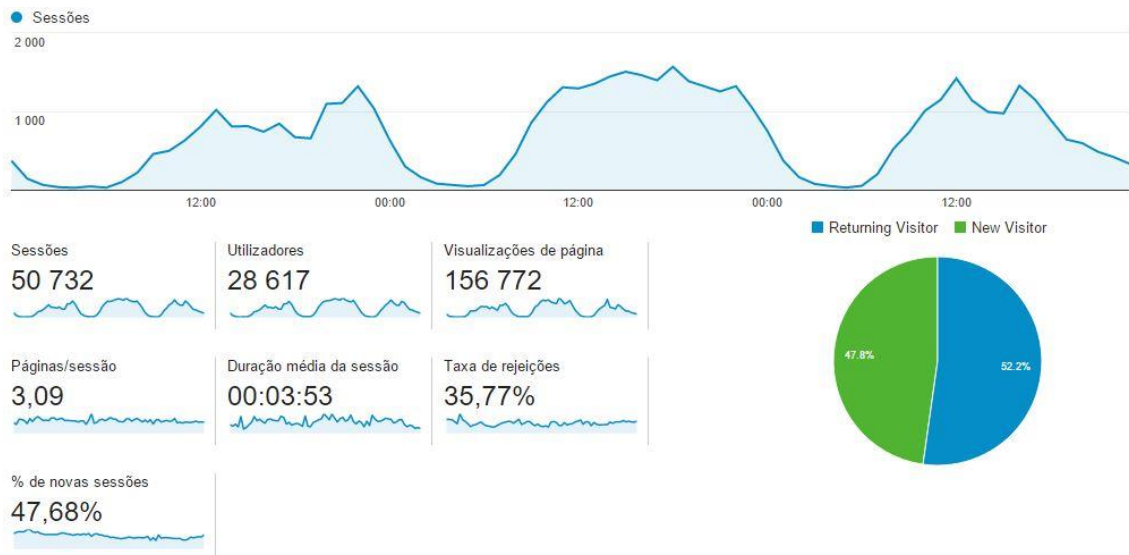 Sessões
2 000
1 000
12:00 00:00 12:00 00:00 12:00
Returning Visitor New Visitor
Sessões
50 732
Utilizadores
28 617
Visualizações de página
156 772
47.8%
52.2%
Páginas/sessão
3,09
Duração média da sessão
00:03:53
Taxa de rejeições
35,77%
% de novas sessões
47,68%